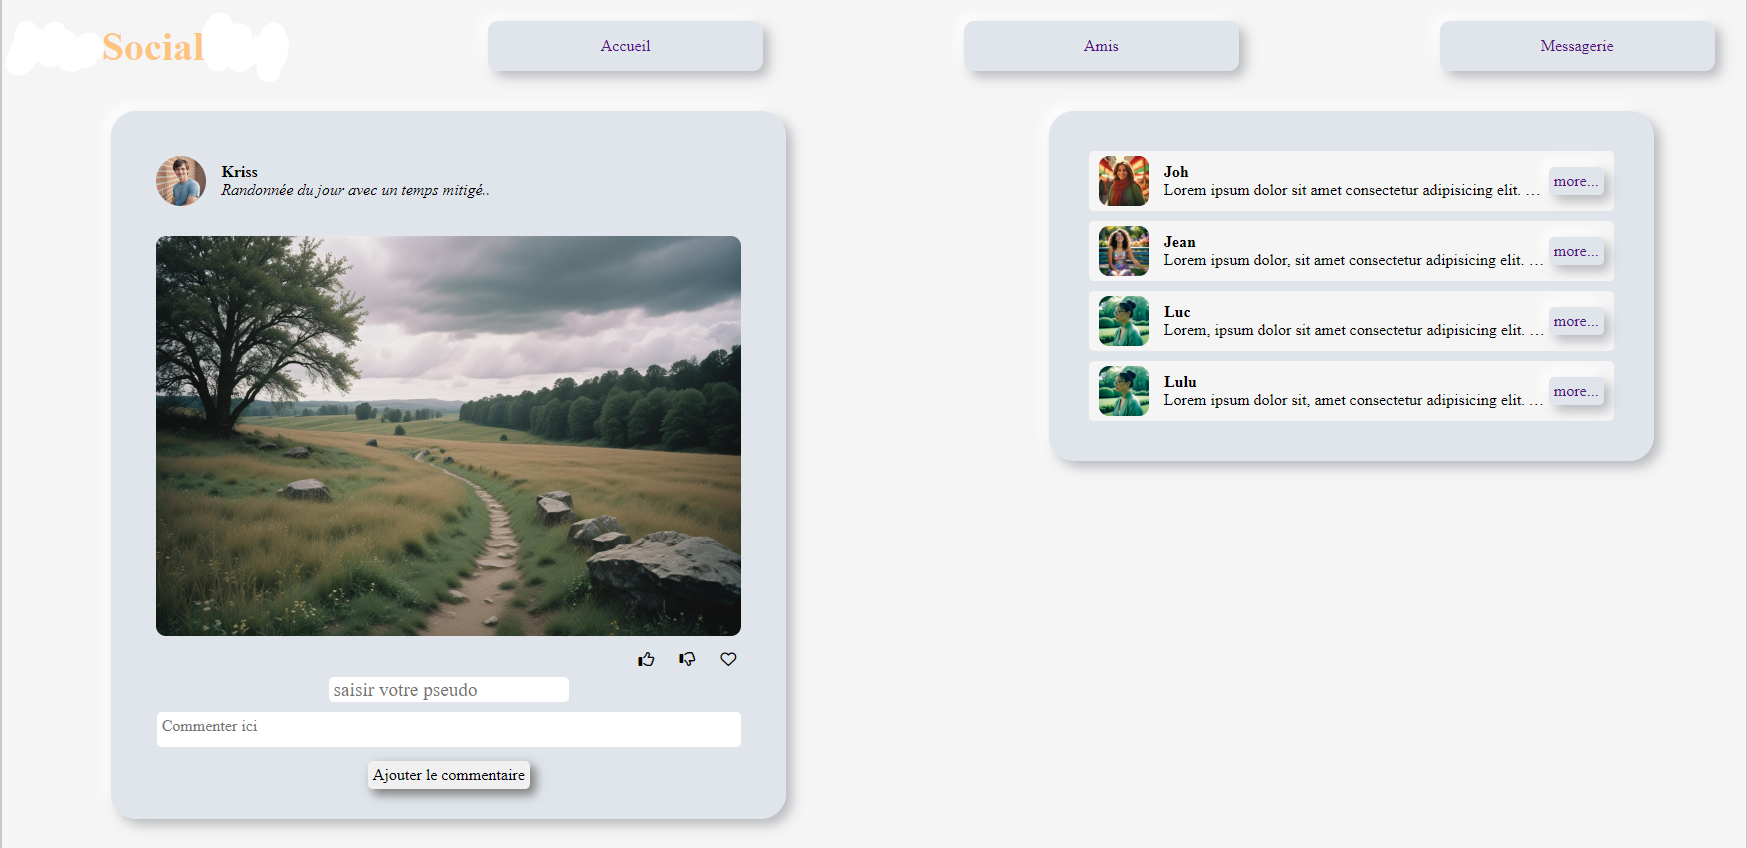 Social
Accueil
Amis
Messagerie
Kriss
Randonnée du jour avec un temps mitigé..
saisir votre pseudo
Commenter ici
Ajouter le commentaire
Joh
Lorem ipsum dolor sit amet consectetur adipisicing elit. …
more...
Jean
Lorem ipsum dolor, sit amet consectetur adipisicing elit. …
more...
Luc
Lorem, ipsum dolor sit amet consectetur adipisicing elit. …
more...
Lulu
Lorem ipsum dolor sit, amet consectetur adipisicing elit. …
more...